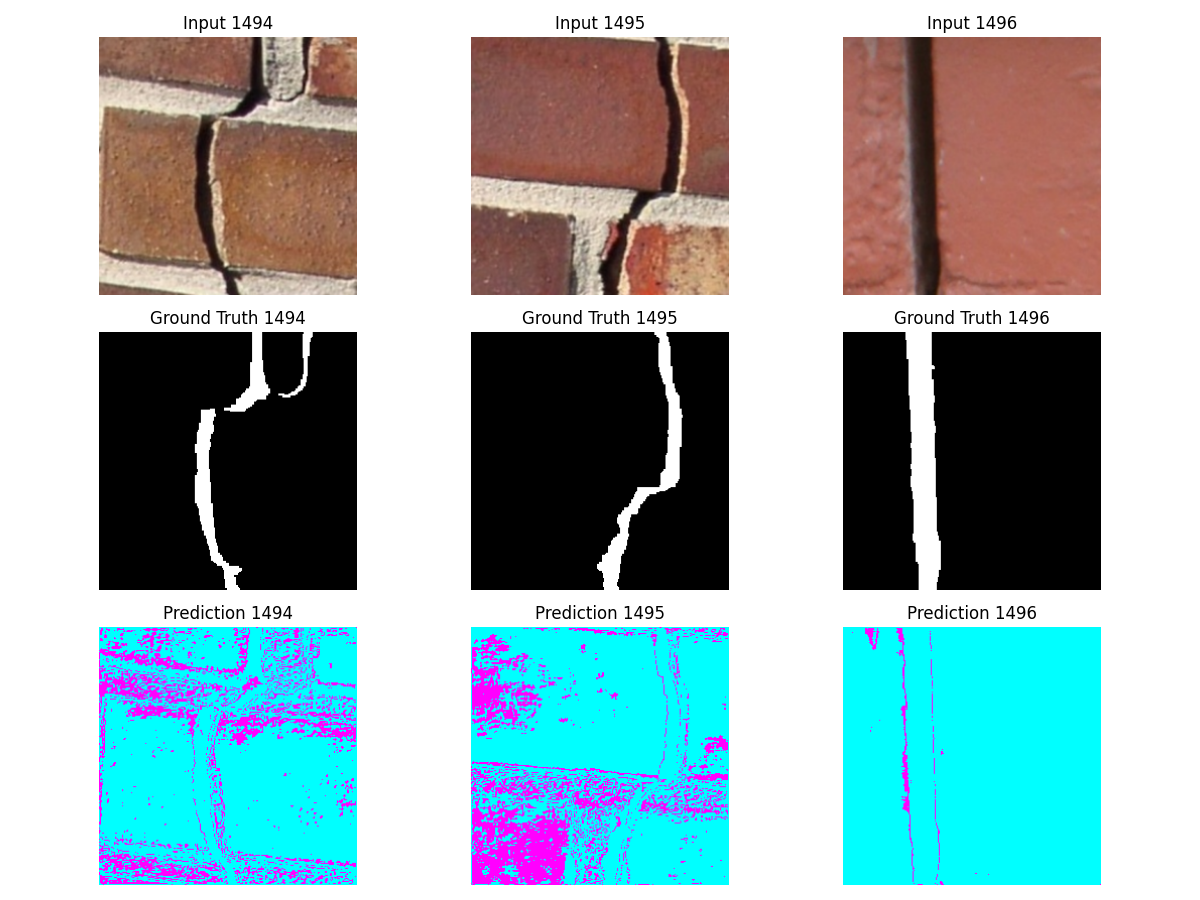 Input 1494
Input 1495
Input 1496
Ground Truth 1494
Ground Truth 1495
Ground Truth 1496
Prediction 1494
Prediction 1495
Prediction 1496